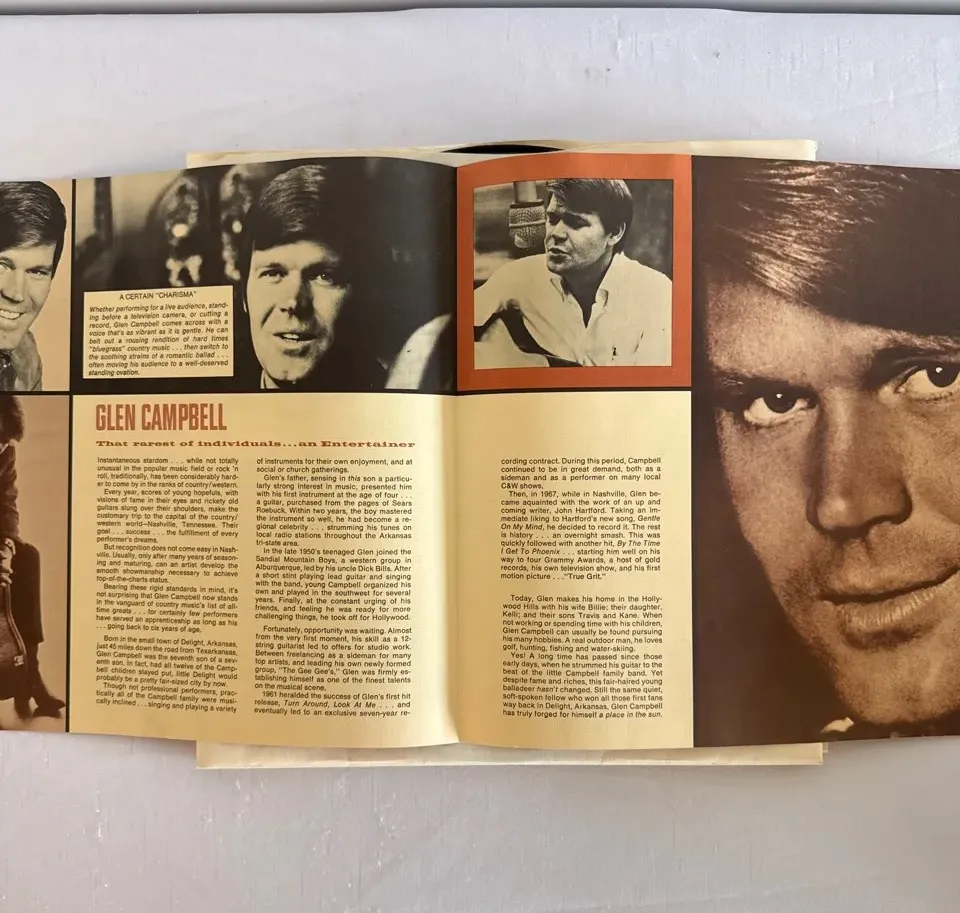 A CERTAIN "CHARISMA"
Whether performing for a live audience, stand-
ing before a television camera, or cutting a
record, Glen Campbell comes across with a
voice that's as vibrant as it is gentle. He can
belt out a rousing rendition of hard times
"bluegrass" country music . . . then switch to
the soothing strains of a romantic ballad . . .
often moving his audience to a well-deserved
standing ovation.
GLEN CAMPBELL
That rarest of individuals...an Entertainer
Instantaneous stardom . . . while not totally
unusual in the popular music field or rock 'n
roll, traditionally, has been considerably hard-
er to come by in the ranks of country/western.
Every year, scores of young hopefuls, with
visions of fame in their eyes and rickety old
guitars slung over their shoulders, make the
customary trip to the capital of the country/
western world—Nashville, Tennessee. Their
goal . . . success . . . the fulfillment of every
performer's dreams.
But recognition does not come easy in Nash-
ville. Usually, only after many years of season-
ing and maturing, can an artist develop the
smooth showmanship necessary to achieve
top-of-the-charts status.
Bearing these rigid standards in mind, it's
not surprising that Glen Campbell now stands
in the vanguard of country music's list of all-
time greats . . . for certainly few performers
have served an apprenticeship as long as his
. . . going back to six years of age.
Born in the small town of Delight, Arkansas,
just 45 miles down the road from Texarkansas,
Glen Campbell was the seventh son of a sev-
enth son. In fact, had all twelve of the Camp-
bell children stayed put, little Delight would
probably be a pretty fair-sized city by now.
Though not professional performers, prac-
tically all of the Campbell family were musi-
cally inclined . . . singing and playing a variety
of instruments for their own enjoyment, and at
social or church gatherings.
Glen's father, sensing in this son a particu-
larly strong interest in music, presented him
with his first instrument at the age of four . . .
a guitar, purchased from the pages of Sears
Roebuck. Within two years, the boy mastered
the instrument so well, he had become a re-
gional celebrity . . . strumming his tunes on
local radio stations throughout the Arkansas
tri-state area.
In the late 1950's teenaged Glen joined the
Sandial Mountain Boys, a western group in
Alburquerque, led by his uncle Dick Bills. After
a short stint playing lead guitar and singing
with the band, young Campbell organized his
own and played in the southwest for several
years. Finally, at the constant urging of his
friends, and feeling he was ready for more
challenging things, he took off for Hollywood.
Fortunately, opportunity was waiting. Almost
from the very first moment, his skill as a 12-
string guitarist led to offers for studio work.
Between freelancing as a sideman for many
top artists, and leading his own newly formed
group, "The Gee Gee's," Glen was firmly es-
tablishing himself as one of the finest talents
on the musical scene.
1961 heralded the success of Glen's first hit
release, Turn Around, Look At Me . . . and
eventually led to an exclusive seven-year re-
cording contract. During this period, Campbell
continued to be in great demand, both as a
sideman and as a performer on many local
C&W shows.
Then, in 1967, while in Nashville, Glen be-
came aquainted with the work of an up and
coming writer, John Hartford. Taking an im-
mediate liking to Hartford's new song, Gentle
On My Mind, he decided to record it. The rest
is history . . . an overnight smash. This was
quickly followed with another hit, By The Time
I Get To Phoenix . . . starting him well on his
way to four Grammy Awards, a host of gold
records, his own television show, and his first
motion picture . . ."True Grit."
Today, Glen makes his home in the Holly-
wood Hills with his wife Billie; their daughter,
Kelli; and their sons Travis and Kane. When
not working or spending time with his children,
Glen Campbell can usually be found pursuing
his many hobbies. A real outdoor man, he loves
golf, hunting, fishing and water-skiing.
Yes! A long time has passed since those
early days, when he strummed his guitar to the
beat of the little Campbell family band. Yet
despite fame and riches, this fair-haired young
balladeer hasn't changed. Still the same quiet,
soft-spoken fellow who won all those first fans
way back in Delight, Arkansas, Glen Campbell
has truly forged for himself a place in the sun.